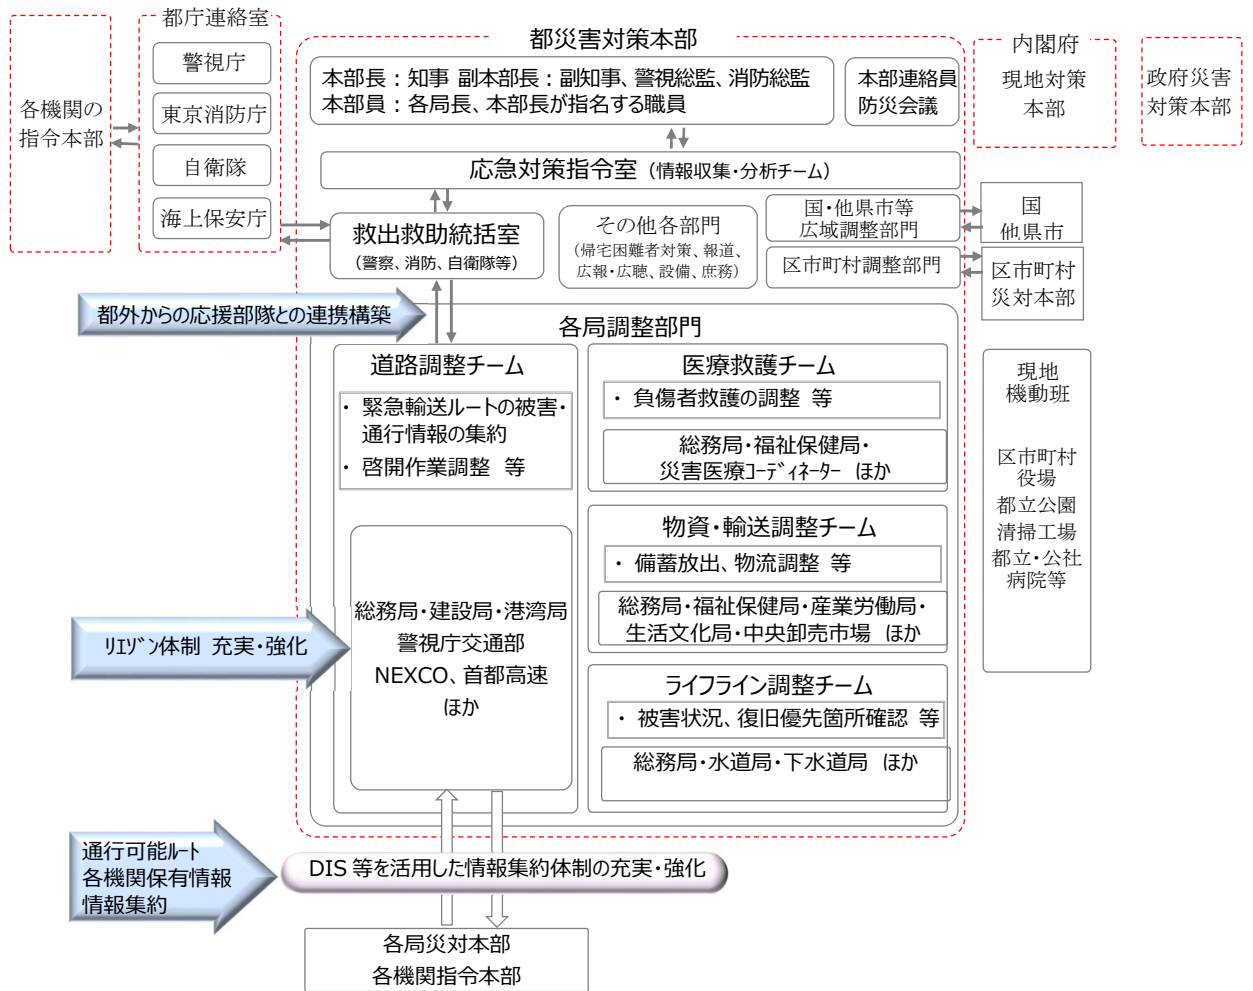 都庁連絡室
警視庁
東京消防庁
自衛隊
海上保安庁
各機関の
指令本部
都災害対策本部
本部長：知事 副本部長：副知事、警視総監、消防総監
本部員：各局長、本部長が指名する職員
本部連絡員
防災会議
内閣府
現地対策
本部
政府災害
対策本部
応急対策指令室（情報収集・分析チーム）
救出救助統括室
（警察、消防、自衛隊等）
その他各部門
（帰宅困難者対策、報道、
広報・広聴、設備、庶務）
国・他県市等
広域調整部門
区市町村調整部門
国
他県市
区市町村
災対本部
都外からの応援部隊との連携構築
各局調整部門
道路調整チーム
・ 緊急輸送ルートの被害・
通行情報の集約
・ 啓開作業調整 等
総務局・建設局・港湾局
警視庁交通部
NEXCO、首都高速
ほか
医療救護チーム
・ 負傷者救護の調整 等
総務局・福祉保健局・
災害医療ｺｰﾃﾞｨﾈｰﾀｰ ほか
物資・輸送調整チーム
・ 備蓄放出、物流調整 等
総務局・福祉保健局・産業労働局・
生活文化局・中央卸売市場 ほか
ライフライン調整チーム
・ 被害状況、復旧優先箇所確認 等
総務局・水道局・下水道局 ほか
現地
機動班
区市町村
役場
都立公園
清掃工場
都立・公社
病院等
ﾘｴｿﾞﾝ体制 充実・強化
通行可能ﾙｰﾄ
各機関保有情報
情報集約
DIS 等を活用した情報集約体制の充実・強化
各局災対本部
各機関指令本部